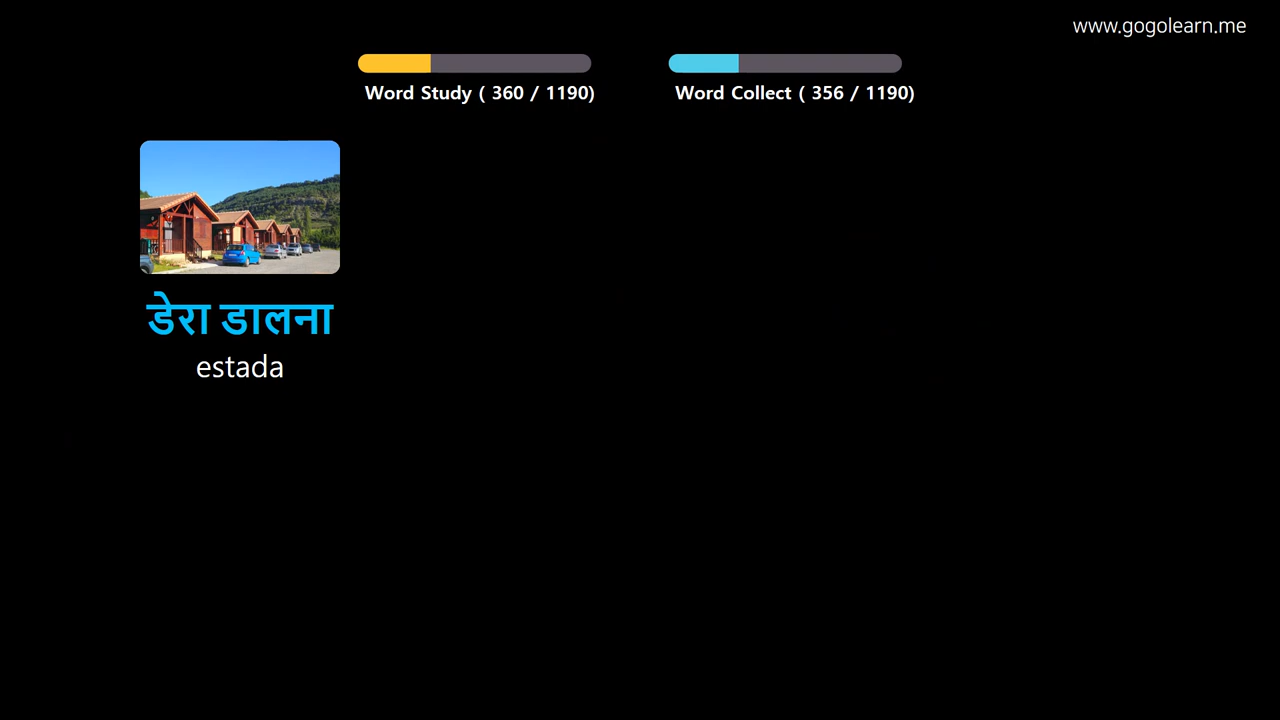 www.gogolearn.me
Word Study ( 360 / 1190)
Word Collect ( 356 / 1190)
डेरा डालना
estada